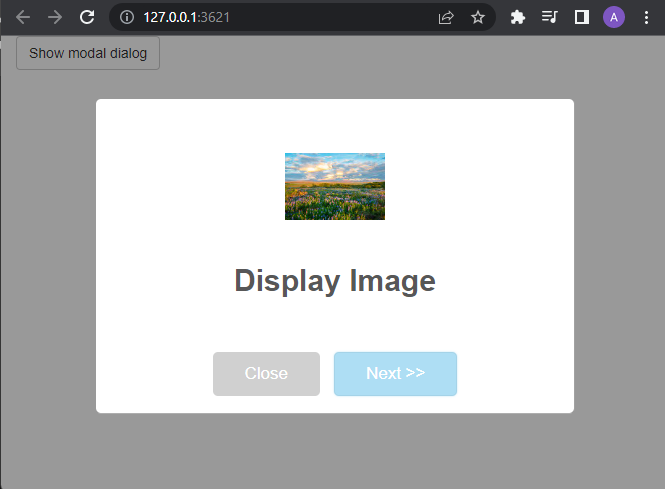 127.0.0.1:3621
A
Show modal dialog
Display Image
Close
Next >>